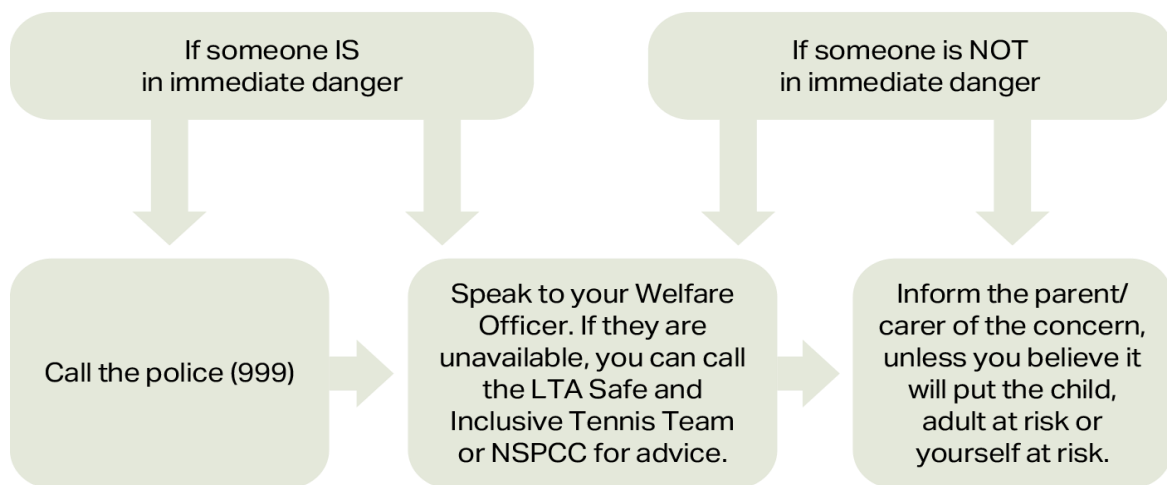 If someone IS
in immediate danger
If someone is NOT
in immediate danger
Call the police (999)
Speak to your Welfare
Officer. If they are
unavailable, you can call
the LTA Safe and
Inclusive Tennis Team
or NSPCC for advice.
Inform the parent/
carer of the concern,
unless you believe it
will put the child,
adult at risk or
yourself at risk.